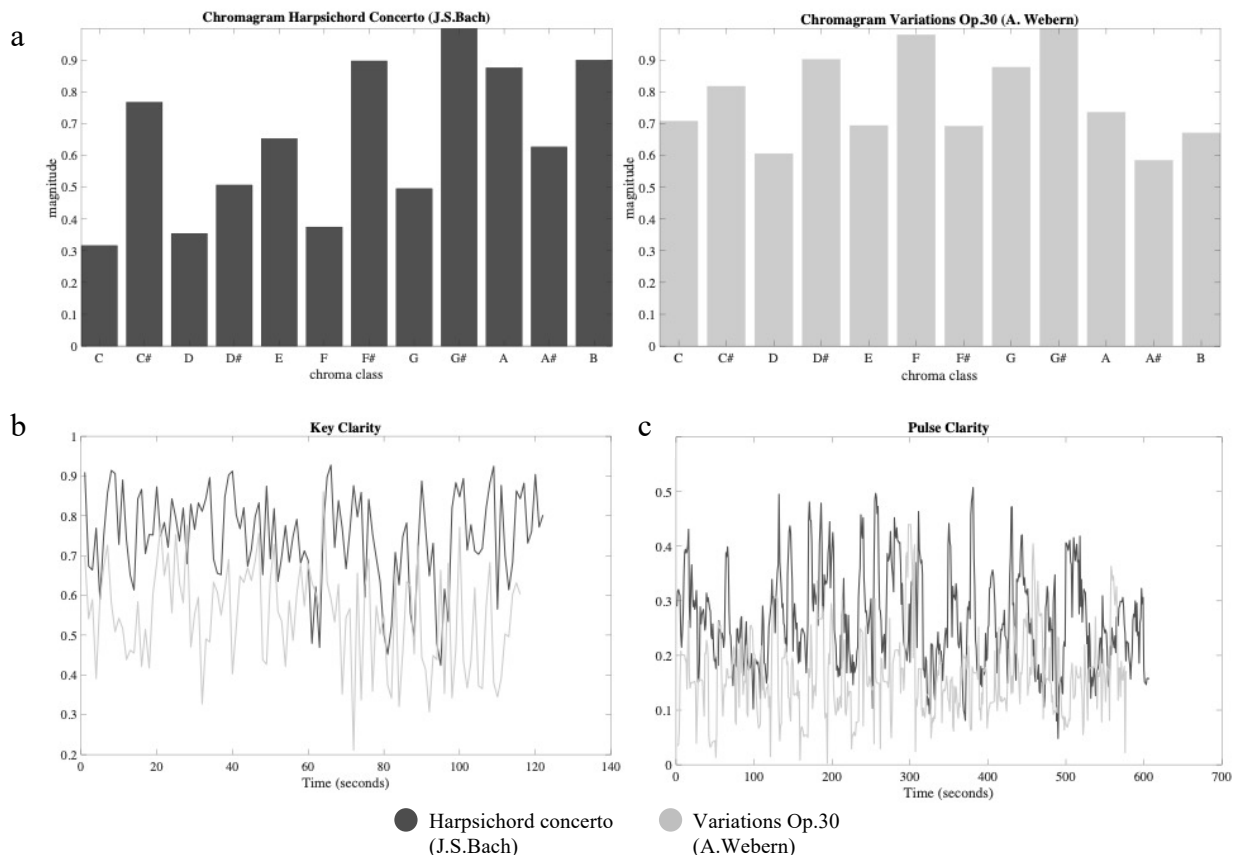 a
Chromagram Harpsichord Concerto (J.S.Bach)
magnitude
0.9
0.8
0.7
0.6
0.5
0.4
0.3
0.2
0.1
0
C C# D D# E F F# G G# A A# B
chroma class
Chromagram Variations Op.30 (A. Webern)
magnitude
0.9
0.8
0.7
0.6
0.5
0.4
0.3
0.2
0.1
0
C C# D D# E F F# G G# A A# B
chroma class
b
Key Clarity
1
0.9
0.8
0.7
0.6
0.5
0.4
0.3
0.2
0 20 40 60 80 100 120 140
Time (seconds)
c
Pulse Clarity
0.5
0.4
0.3
0.2
0.1
0
0 100 200 300 400 500 600 700
Time (seconds)
Harpsichord concerto
(J.S.Bach)
Variations Op.30
(A.Webern)